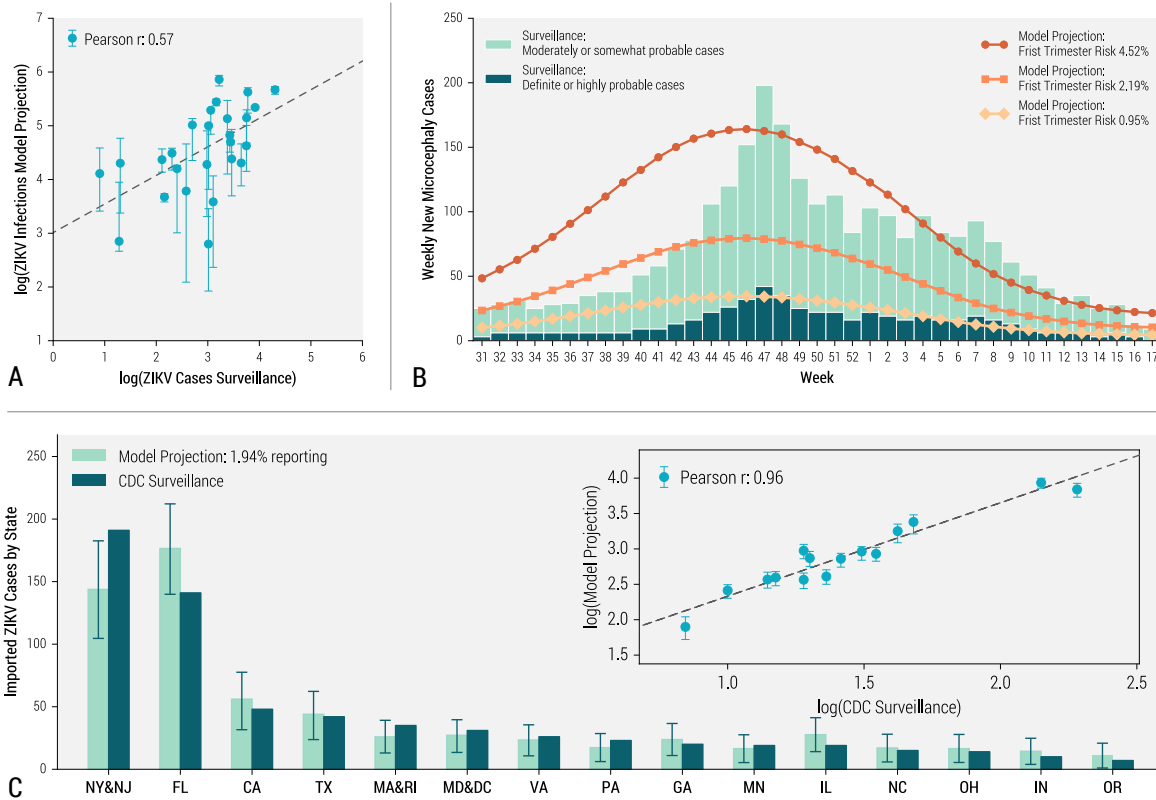 7
6
5
4
3
2
1
log(ZIKV Infections Model Projection)
Pearson r: 0.57
0 1 2 3 4 5 6
log(ZIKV Cases Surveillance)
A
250
200
150
100
50
0
Weekly New Microcephaly Cases
Surveillance:
Moderately or somewhat probable cases
Surveillance:
Definite or highly probable cases
Model Projection:
Frist Trimester Risk 4.52%
Model Projection:
Frist Trimester Risk 2,19%
Model Projection:
Frist Trimester Risk 0.95%
31 32 33 34 35 36 37 38 39 40 41 42 43 44 45 46 47 48 49 50 51 52 1 2 3 4 5 6 7 8 9 10 11 12 13 14 15 16 17
Week
B
250
200
150
100
50
0
Imported ZIKV Cases by State
Model Projection: 1.94% reporting
CDC Surveillance
NY&NJ FL CA TX MA&RI MD&DC VA PA GA MN IL NC OH IN OR
C
4.0
3.5
3.0
2.5
2.0
1.5
log(Model Projection)
Pearson r: 0.96
1.0 1.5 2.0 2.5
log(CDC Surveillance)